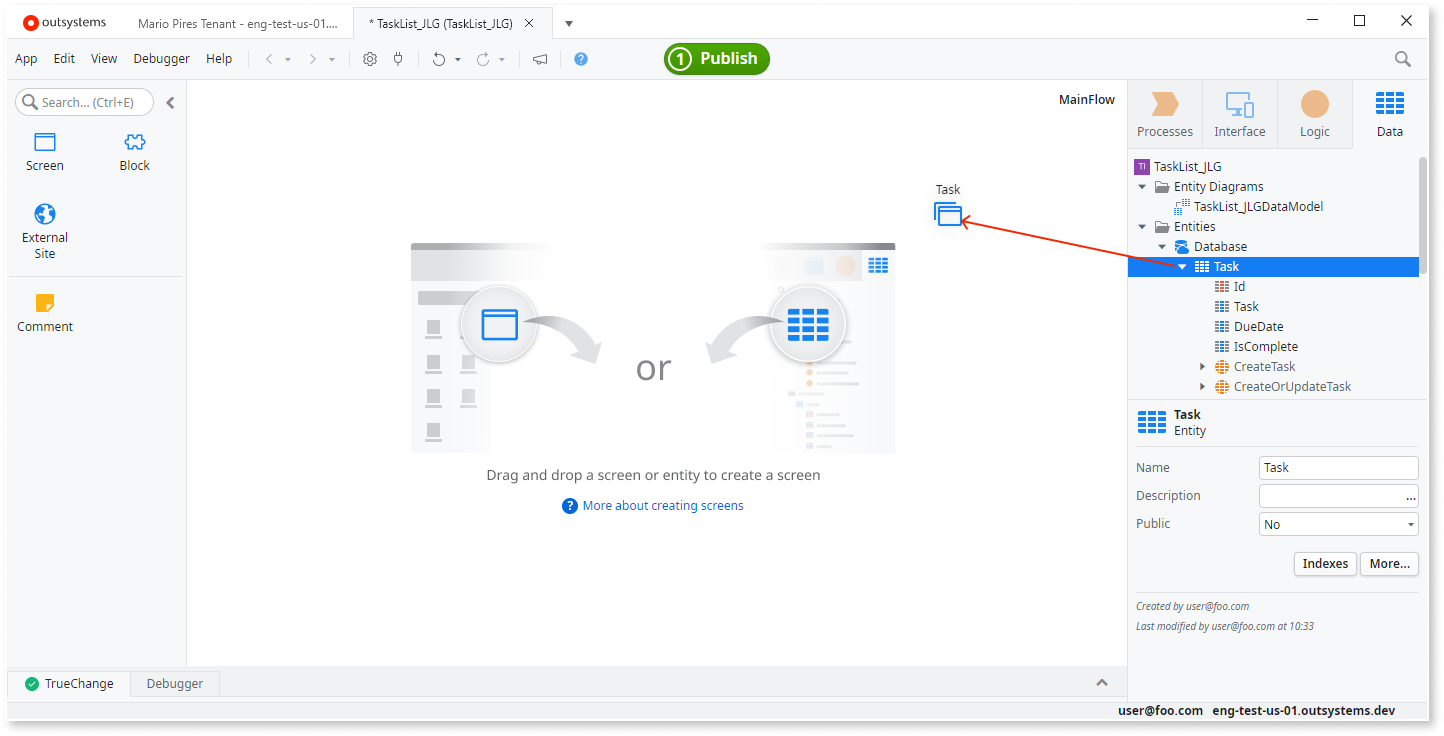 outsystems
Mario Pires Tenant - eng-test-us-01....
* TaskList_JLG (TaskList_JLG)
App Edit View Debugger Help
1 Publish
Search... (Ctrl+E)
Screen
Block
External
Site
Comment
MainFlow
Task
or
Drag and drop a screen or entity to create a screen
? More about creating screens
Processes
Interface
Logic
Data
TI TaskList_JLG
Entity Diagrams
TaskList_JLGDataModel
Entities
Database
Task
Id
Task
DueDate
IsComplete
CreateTask
CreateOrUpdateTask
Task
Entity
Name Task
Description ...
Public No
Indexes More...
Created by user@foo.com
Last modified by user@foo.com at 10:33
TrueChange Debugger
user@foo.com eng-test-us-01.outsystems.dev